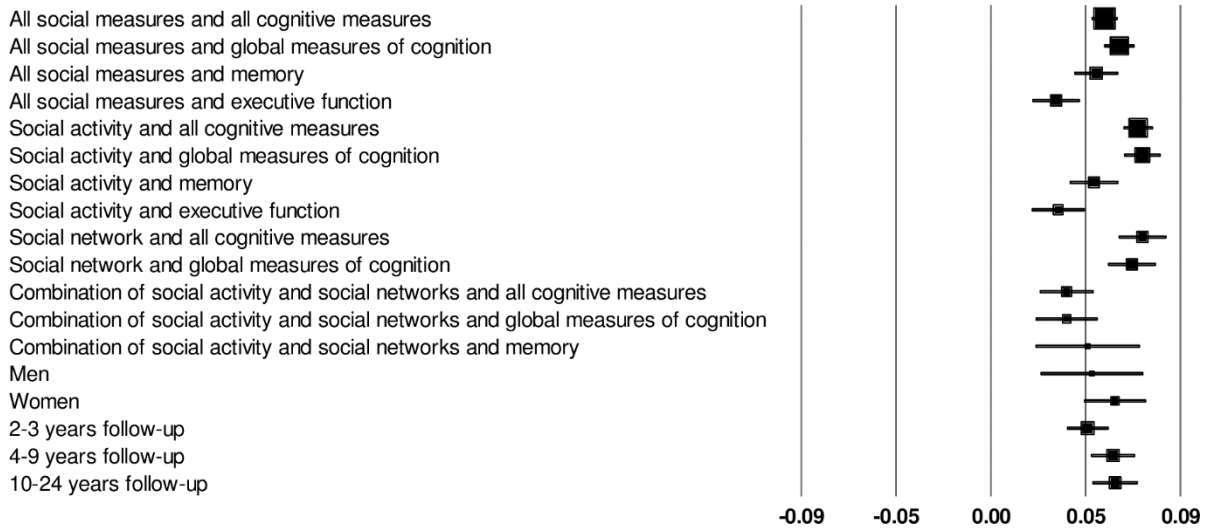 All social measures and all cognitive measures
All social measures and global measures of cognition
All social measures and memory
All social measures and executive function
Social activity and all cognitive measures
Social activity and global measures of cognition
Social activity and memory
Social activity and executive function
Social network and all cognitive measures
Social network and global measures of cognition
Combination of social activity and social networks and all cognitive measures
Combination of social activity and social networks and global measures of cognition
Combination of social activity and social networks and memory
Men
Women
2-3 years follow-up
4-9 years follow-up
10-24 years follow-up
-0.09 -0.05 0.00 0.05 0.09